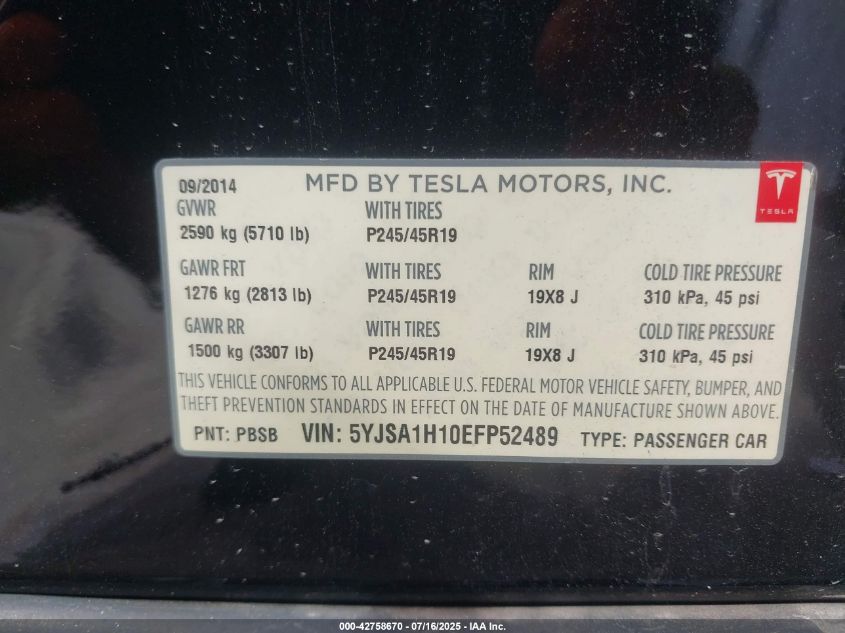 09/2014 MFD BY TESLA MOTORS, INC.
TESLA
GVWR WITH TIRES
2590 kg (5710 lb) P245/45R19
GAWR FRT WITH TIRES RIM COLD TIRE PRESSURE
1276 kg (2813 lb) P245/45R19 19X8 J 310 kPa, 45 psi
GAWR RR WITH TIRES RIM COLD TIRE PRESSURE
1500 kg (3307 lb) P245/45R19 19X8 J 310 kPa, 45 psi
THIS VEHICLE CONFORMS TO ALL APPLICABLE U.S. FEDERAL MOTOR VEHICLE SAFETY, BUMPER, AND
THEFT PREVENTION STANDARDS IN EFFECT ON THE DATE OF MANUFACTURE SHOWN ABOVE.
PNT: PBSB VIN: 5YJSA1H10EFP52489 TYPE: PASSENGER CAR
000-42758670 - 07/16/2025 - IAA Inc.